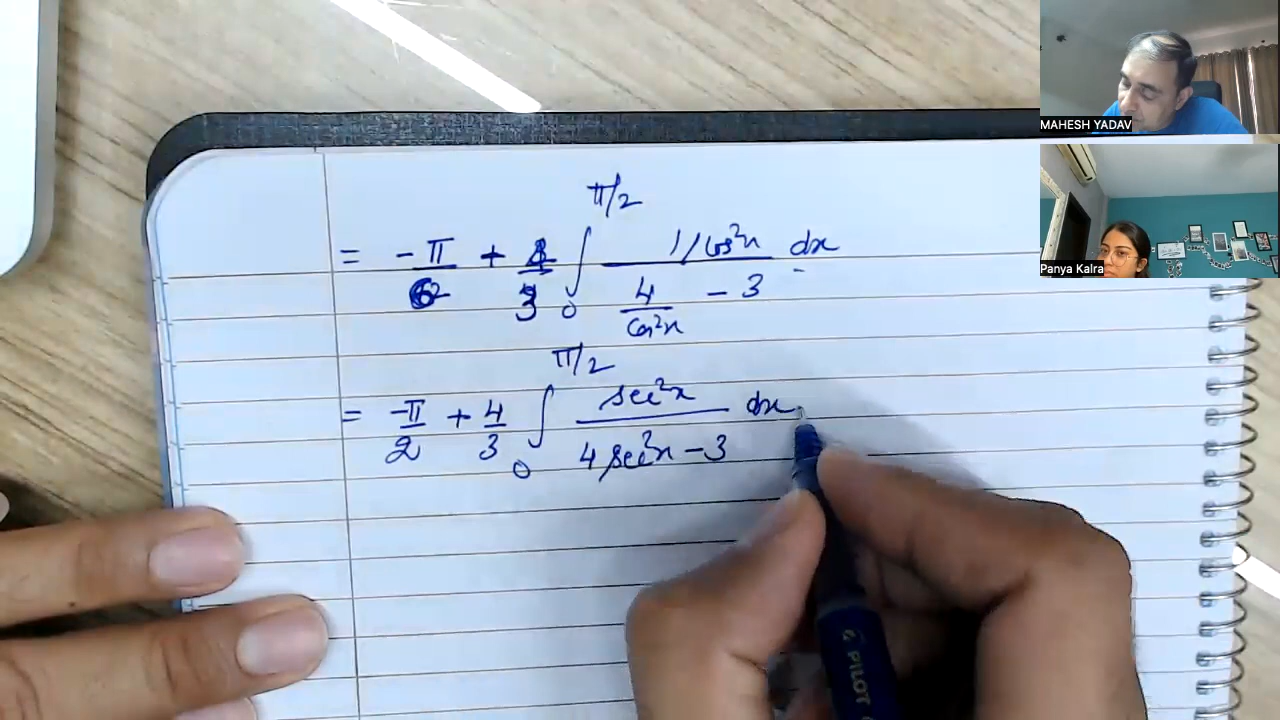 MAHESH YADAV
Panya Kalra
π/2
= -π/6 + 4/3 ∫₀ (1/cos²x) / (4/cos²x - 3) dx
π/2
= -π/2 + 4/3 ∫₀ sec²x / (4sec²x - 3) dx
PILOT